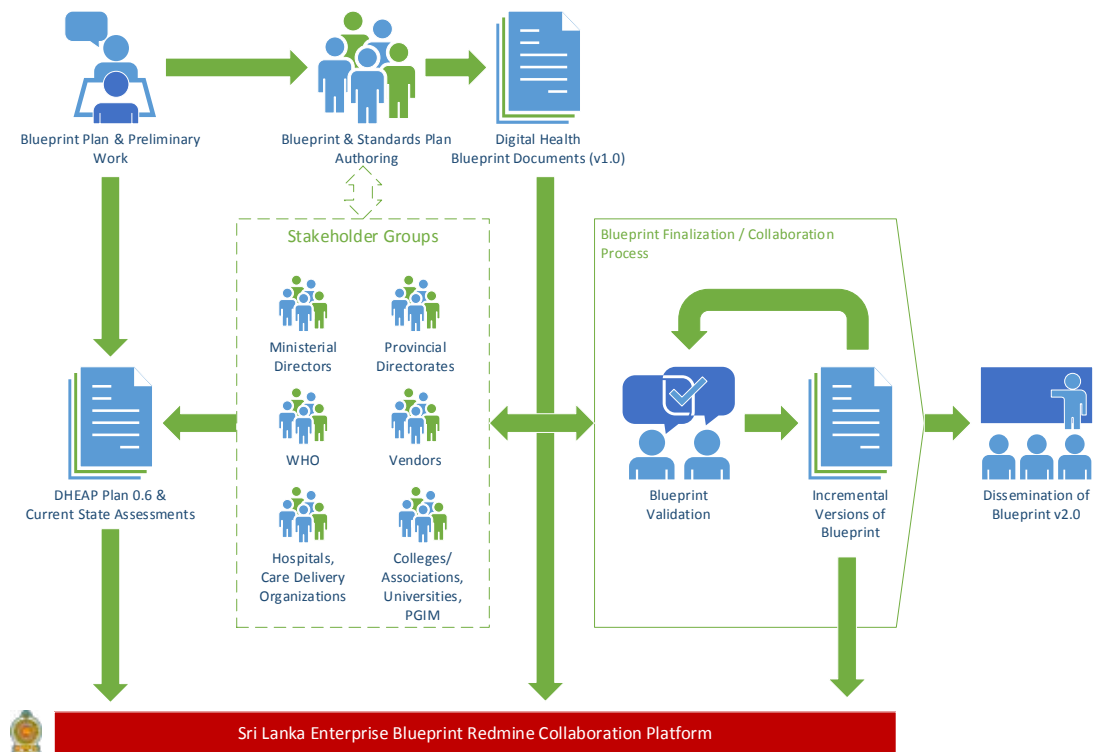 Blueprint Plan & Preliminary
Work
Blueprint & Standards Plan
Authoring
Digital Health
Blueprint Documents (v1.0)
Stakeholder Groups
Ministerial
Directors
Provincial
Directorates
WHO
Vendors
Hospitals,
Care Delivery
Organizations
Colleges/
Associations,
Universities,
PGIM
Blueprint Finalization / Collaboration
Process
Blueprint
Validation
Incremental
Versions of
Blueprint
Dissemination of
Blueprint v2.0
DHEAP Plan 0.6 &
Current State Assessments
Sri Lanka Enterprise Blueprint Redmine Collaboration Platform